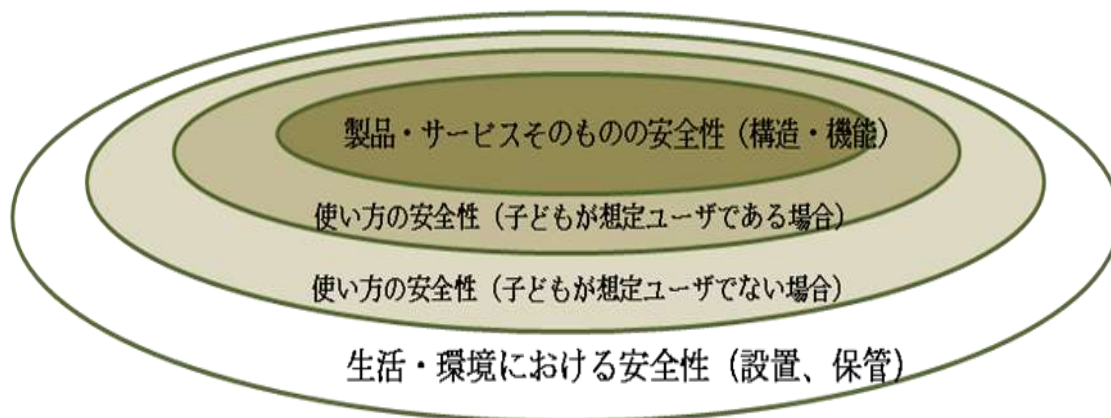 製品・サービスそのものの安全性（構造・機能）
使い方の安全性（子どもが想定ユーザである場合）
使い方の安全性（子どもが想定ユーザでない場合）
生活・環境における安全性（設置、保管）